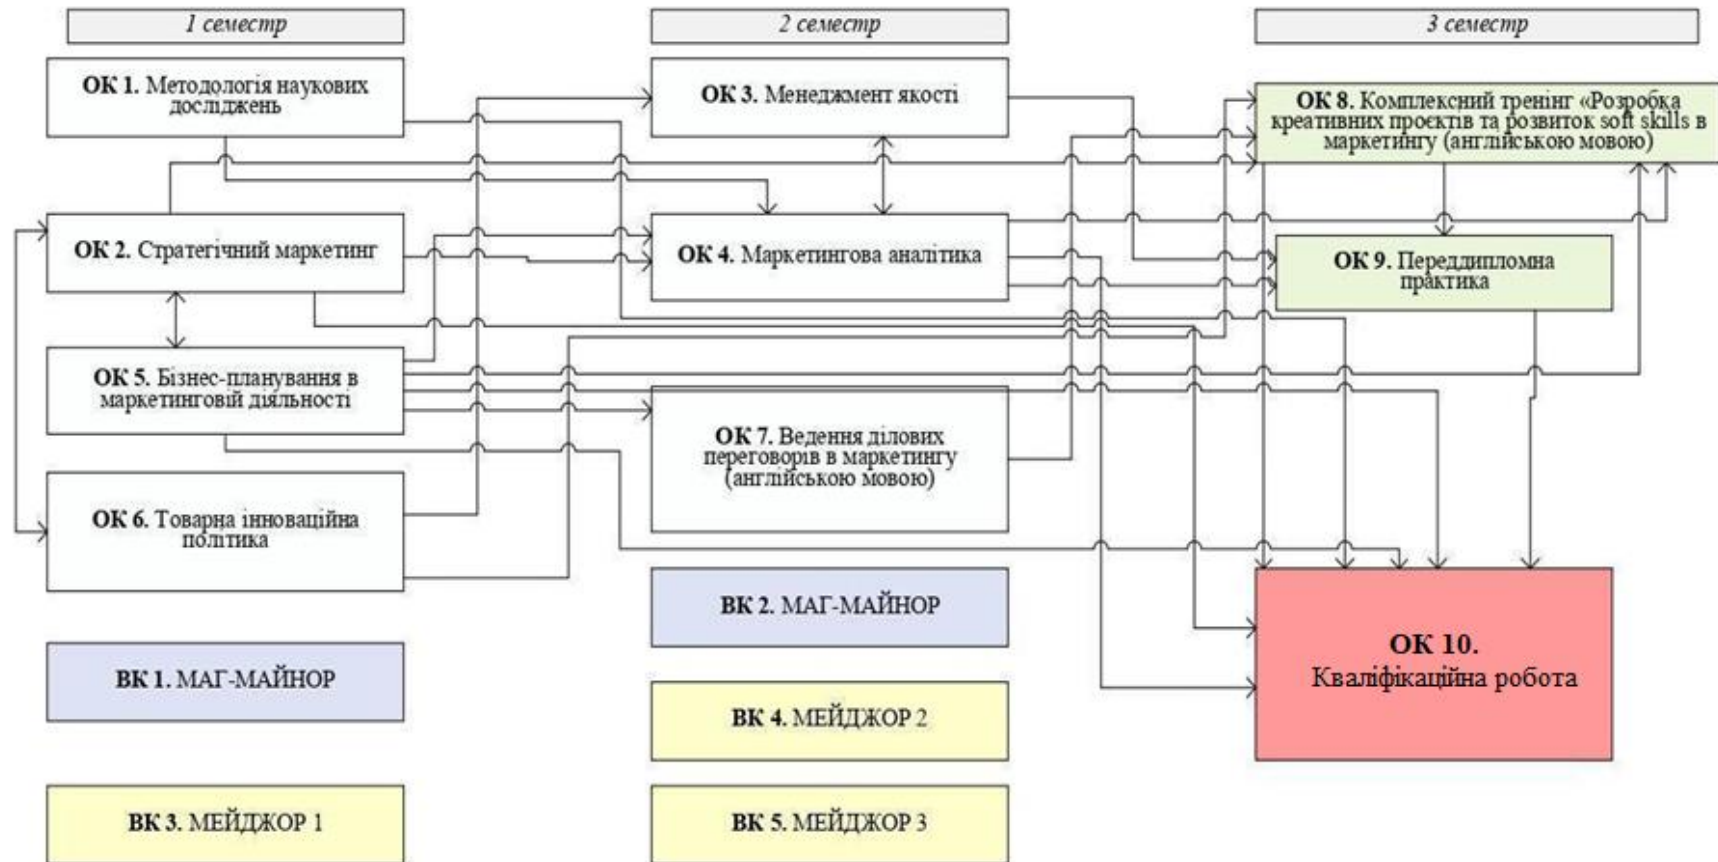 1 семестр
2 семестр
3 семестр
ОК 1. Методологія наукових
досліджень
ОК 2. Стратегічний маркетинг
ОК 5. Бізнес-планування в
маркетинговій діяльності
ОК 6. Товарна інноваційна
політика
ВК 1. МАГ-МАЙНОР
ВК 3. МЕЙДЖОР 1
ОК 3. Менеджмент якості
ОК 4. Маркетингова аналітика
ОК 7. Ведення ділових
переговорів в маркетингу
(англійською мовою)
ВК 2. МАГ-МАЙНОР
ВК 4. МЕЙДЖОР 2
ВК 5. МЕЙДЖОР 3
ОК 8. Комплексний тренінг «Розробка
креативних проєктів та розвиток soft skills в
маркетингу (англійською мовою)
ОК 9. Переддипломна
практика
ОК 10.
Кваліфікаційна робота